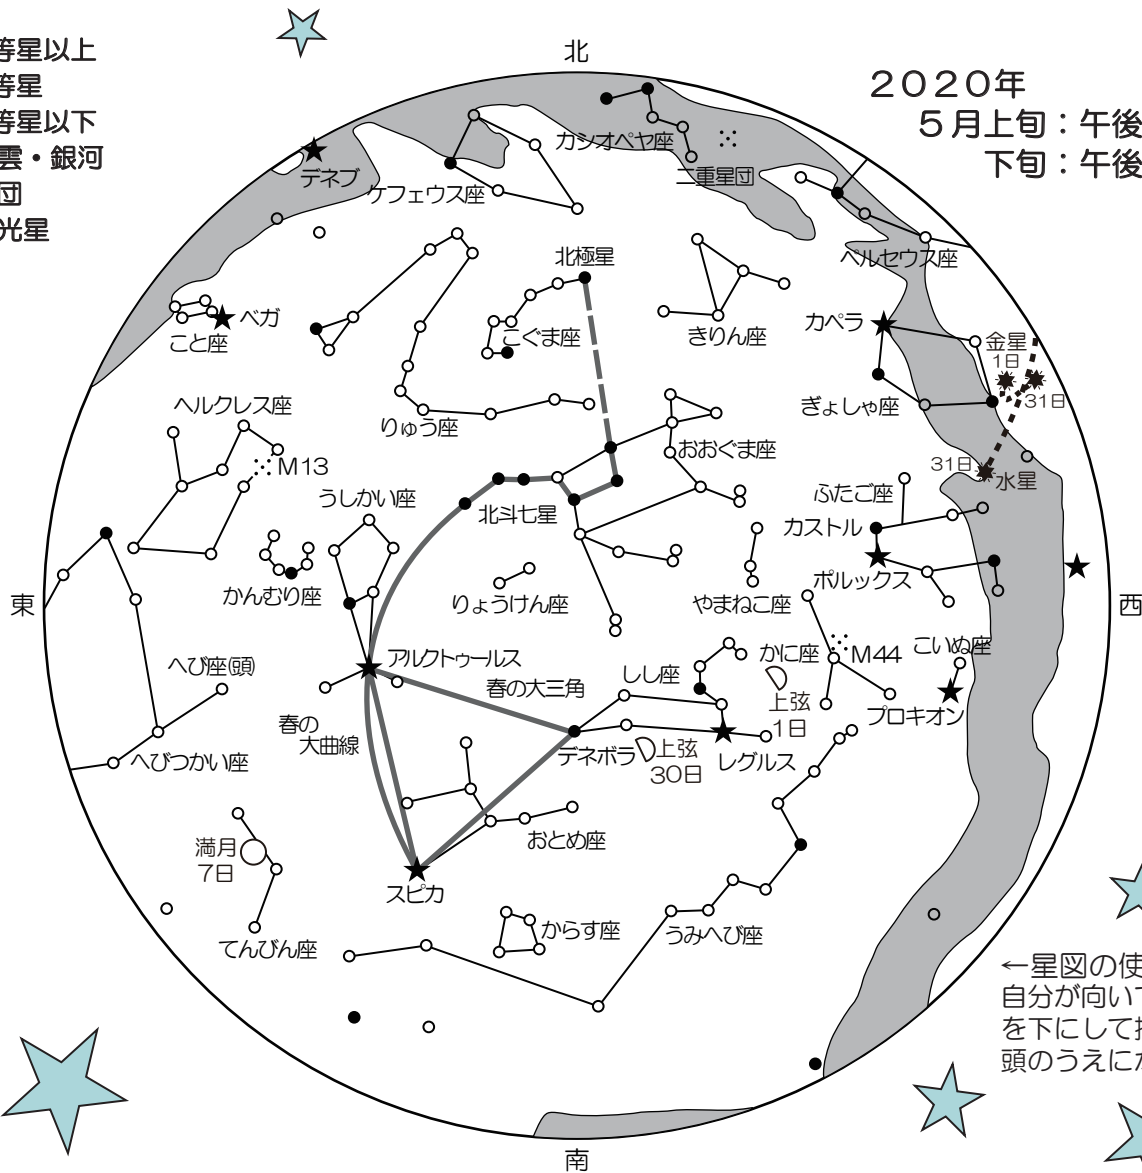 等星以上
等星
等星以下
雲・銀河
団
光星
２０２０年
５月上旬：午後
下旬：午後
北
カシオペヤ座
二重星団
デネブ
ケフェウス座
ペルセウス座
北極星
ベガ
こと座
こぐま座
きりん座
カペラ
金星
1日
31日
ぎょしゃ座
ヘルクレス座
りゅう座
M13
おおぐま座
31日
水星
うしかい座
北斗七星
ふたご座
カストル
ポルックス
かんむり座
りょうけん座
やまねこ座
東
西
へび座(頭)
アルクトゥールス
しし座
かに座
M44
こいぬ座
春の大三角
上弦
1日
プロキオン
春の
大曲線
へびつかい座
デネボラ
上弦
30日
レグルス
満月
7日
おとめ座
スピカ
てんびん座
からす座
うみへび座
←星図の使
自分が向いて
を下にして
頭のうえに
南